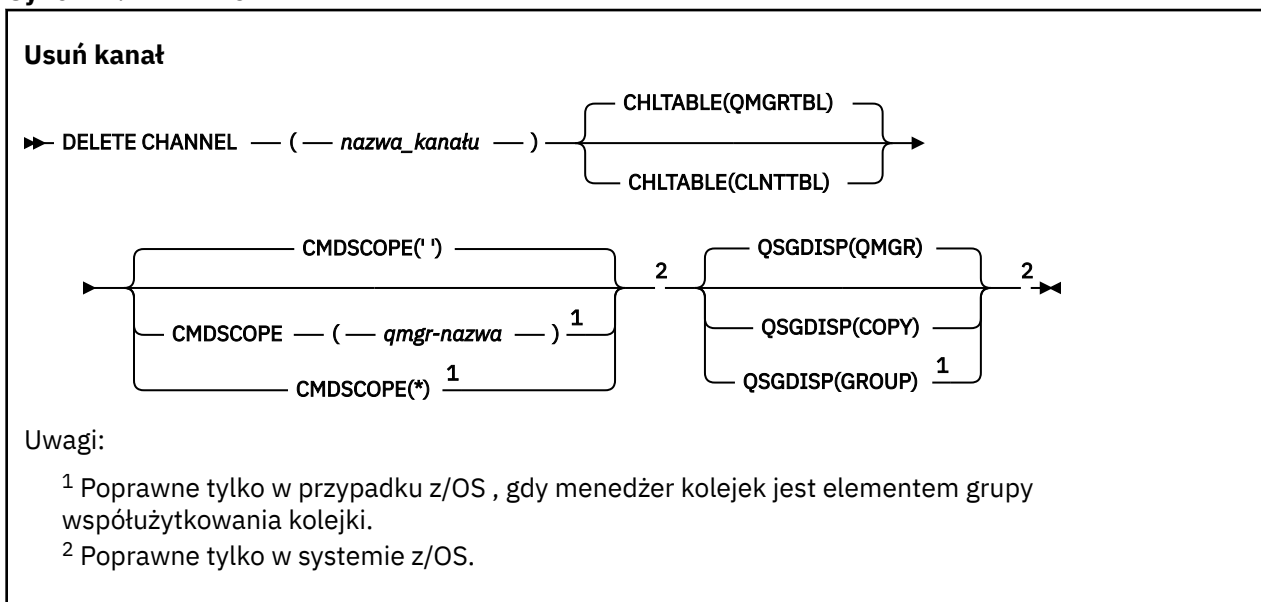 Usuń kanał
CHLTABLE(QMGRTBL)
DELETE CHANNEL ( nazwa_kanału )
CHLTABLE(CLNTTBL)
CMDSCOPE(' ')
2
QSGDISP(QMGR)
2
CMDSCOPE ( qmgr-nazwa ) 1
QSGDISP(COPY)
CMDSCOPE(*) 1
QSGDISP(GROUP) 1
Uwagi:
1 Poprawne tylko w przypadku z/OS , gdy menedżer kolejek jest elementem grupy
współużytkowania kolejki.
2 Poprawne tylko w systemie z/OS.